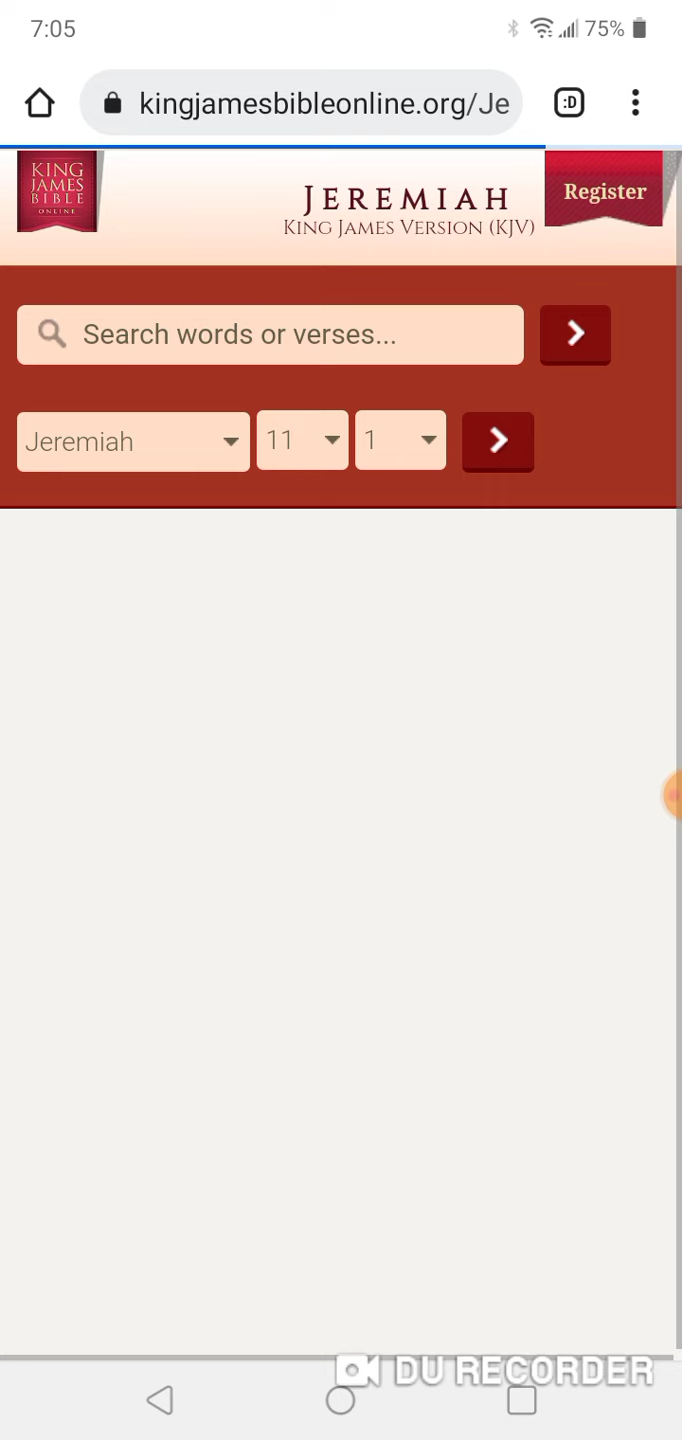 7:05 75%
kingjamesbibleonline.org/Je :D
KING
JAMES
BIBLE
ONLINE
JEREMIAH
KING JAMES VERSION (KJV)
Register
Search words or verses...
Jeremiah 11 1
DU RECORDER